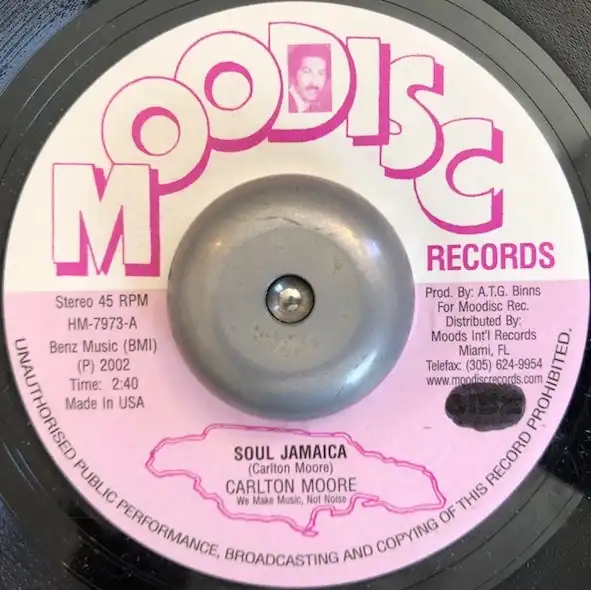 MOODISC
RECORDS
Stereo 45 RPM
HM-7973-A
Benz Music (BMI)
(P) 2002
Time: 2:40
Made In USA
Prod. By: A.T.G. Binns
For Moodisc Rec.
Distributed By:
Moods Int'l Records
Miami, FL
Telefax: (305) 624-9954
www.moodiscrecords.com
SOUL JAMAICA
(Carlton Moore)
CARLTON MOORE
We Make Music, Not Noise
UNAUTHORISED PUBLIC PERFORMANCE, BROADCASTING AND COPYING OF THIS RECORD PROHIBITED.